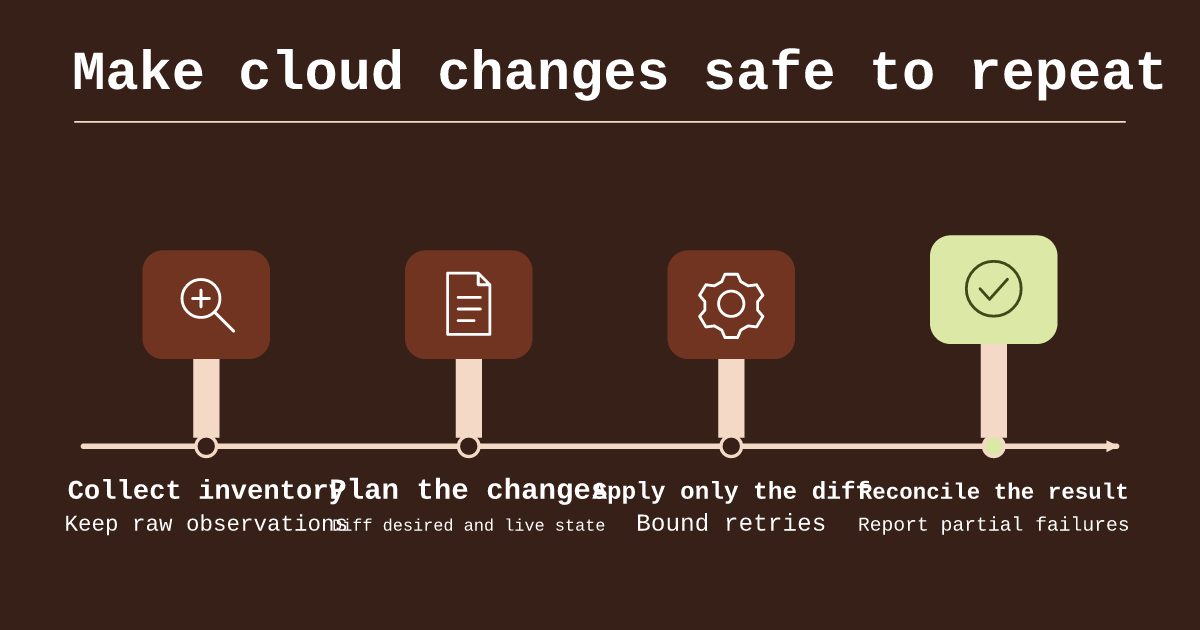 Make cloud changes safe to repeat
Collect inventory
Keep raw observations
Plan the changes
Diff desired and live state
Apply only the diff
Bound retries
Reconcile the result
Report partial failures